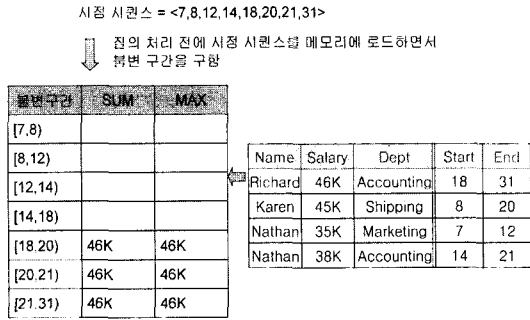 시점 시퀀스 = <7,8,12,14,18,20,21,31>
질의 처리 전에 시점 시퀀스를 메모리에 로드하면서
불변 구간을 구함
불변구간 SUM MAX
[7,8)
[8,12)
[12,14)
[14,18)
[18,20) 46K 46K
[20,21) 46K 46K
[21,31) 46K 46K
Name Salary Dept Start End
Richard 46K Accounting 18 31
Karen 45K Shipping 8 20
Nathan 35K Marketing 7 12
Nathan 38K Accounting 14 21